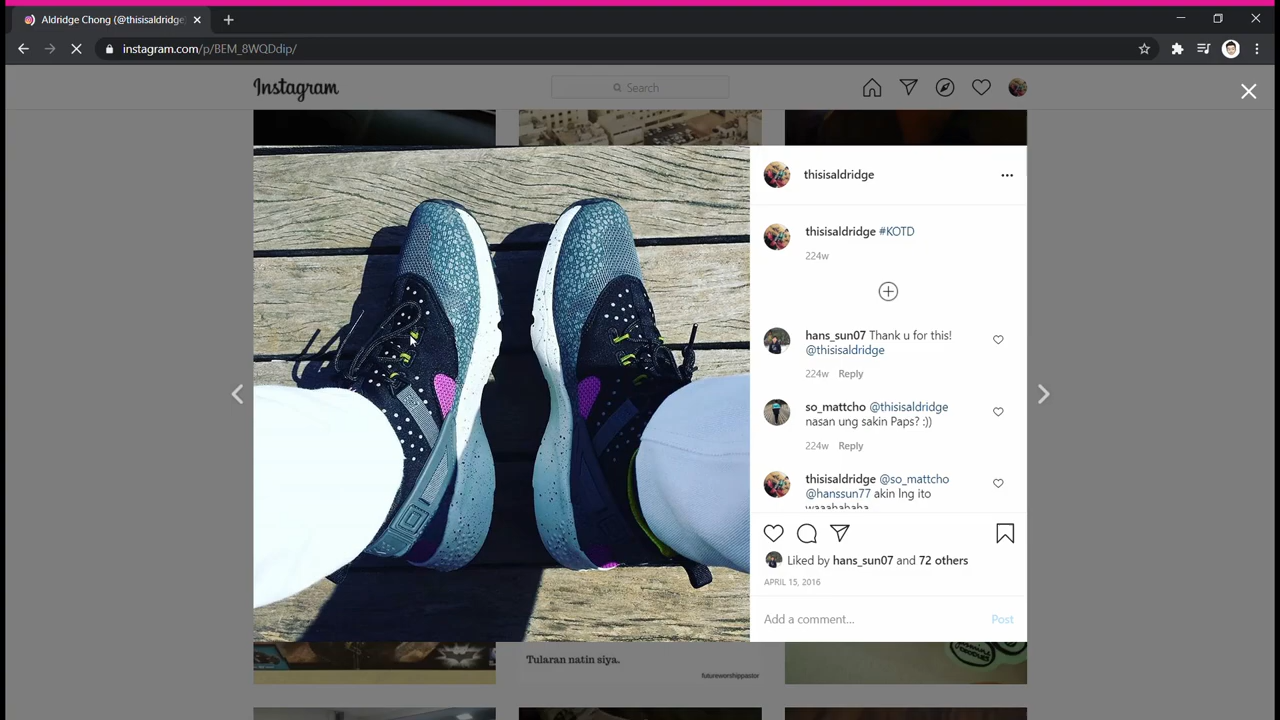 Aldridge Chong (@thisisaldridge
instagram.com/p/BEM_8WQDdip/
Instagram
Search
thisisaldridge
thisisaldridge #KOTD
224w
hans_sun07 Thank u for this!
@thisisaldridge
224w Reply
so_mattcho @thisisaldridge
nasan ung sakin Paps? :))
224w Reply
thisisaldridge @so_mattcho
@hanssun77 akin lng ito
waaahahaha
Liked by hans_sun07 and 72 others
APRIL 15, 2016
Add a comment... Post
Tularan natin siya.
futureworshippastor